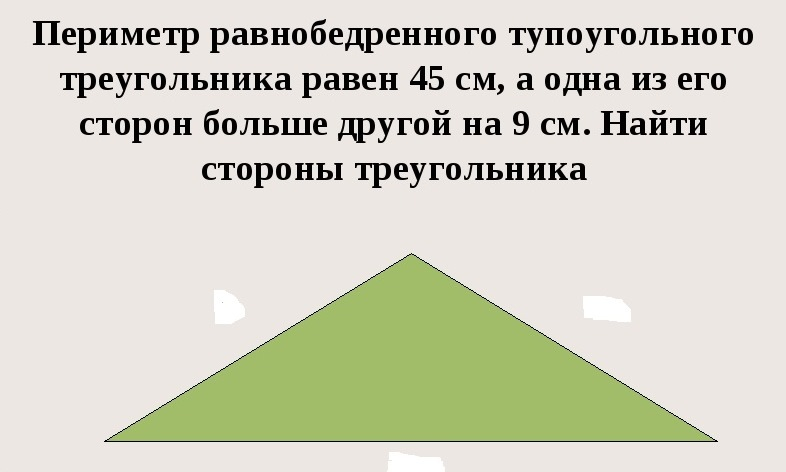 Периметр равнобедренного тупоугольного
треугольника равен 45 см, а одна из его
сторон больше другой на 9 см. Найти
стороны треугольника